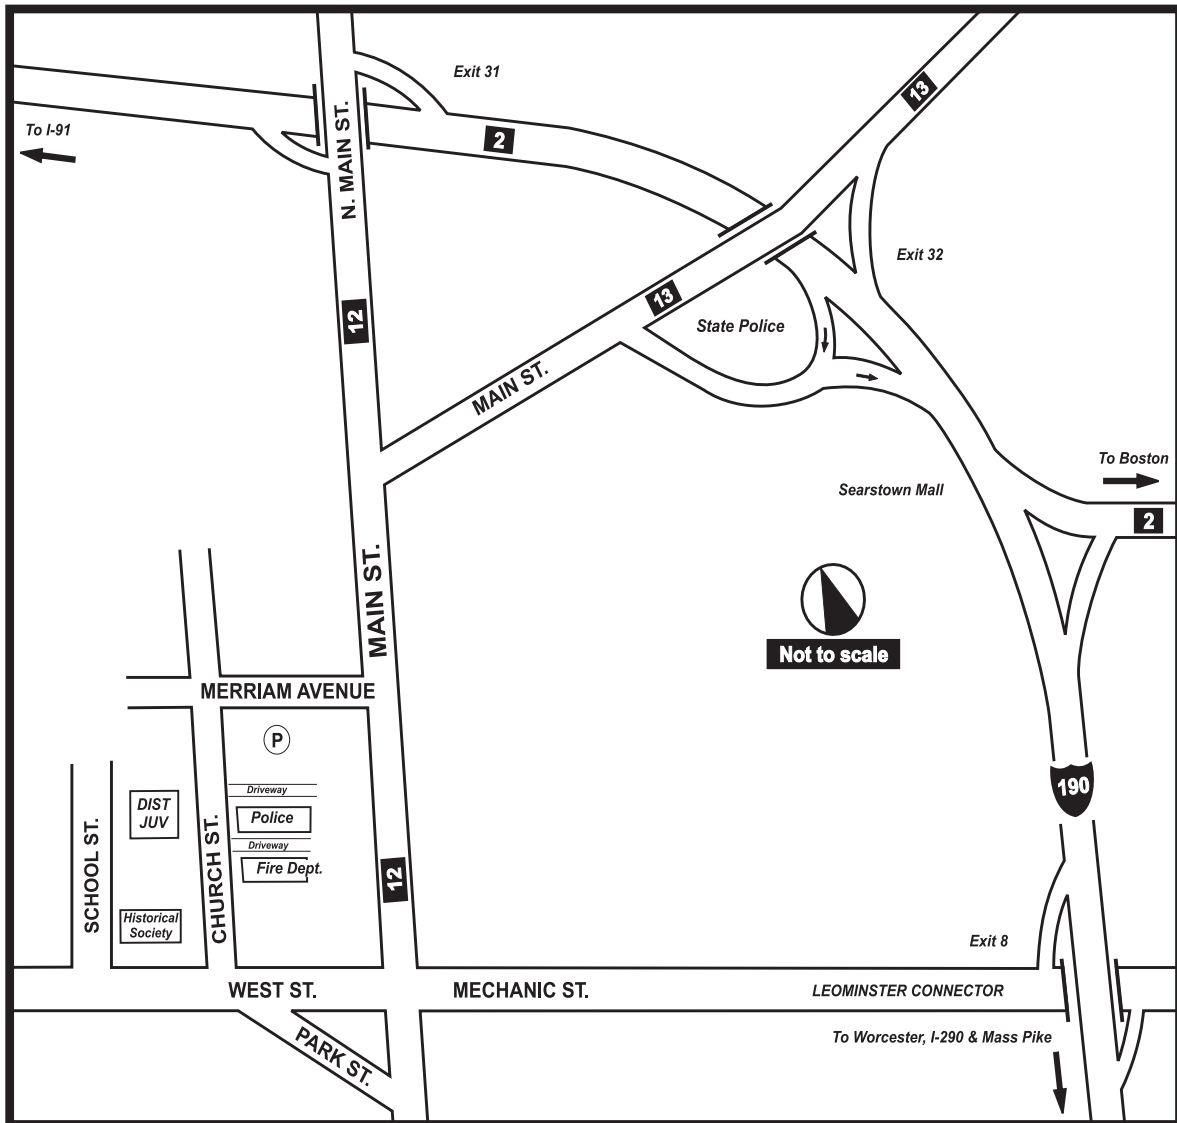 Exit 31
13
To I-91
2
N. MAIN ST.
Exit 32
13
12
State Police
MAIN ST.
To Boston
Searstown Mall
2
MAIN ST.
Not to scale
MERRIAM AVENUE
P
190
Driveway
DIST
JUV
Police
Driveway
Fire Dept.
SCHOOL ST.
CHURCH ST.
12
Historical
Society
Exit 8
WEST ST.
MECHANIC ST.
LEOMINSTER CONNECTOR
PARK ST.
To Worcester, I-290 & Mass Pike